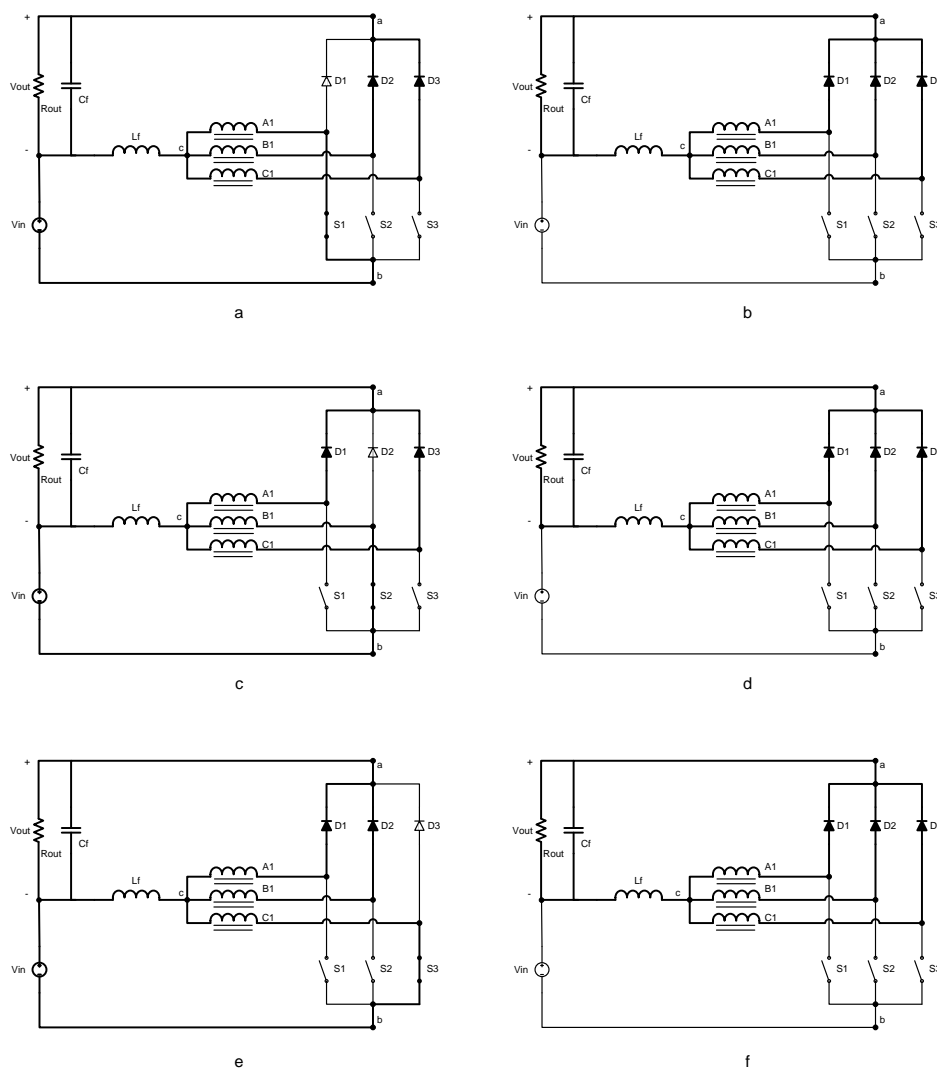 +
a
D1 D2 D3
Vout
Rout
Cf
A1
Lf
c
B1
-
C1
Vin
S1 S2 S3
b
a
+
a
D1 D2 D
Vout
Rout
Cf
A1
Lf
c
B1
-
C1
Vin
S1 S2 S3
b
b
+
a
D1 D2 D3
Vout
Rout
Cf
A1
Lf
c
B1
-
C1
Vin
S1 S2 S3
b
c
+
a
D1 D2 D
Vout
Rout
Cf
A1
Lf
c
B1
-
C1
Vin
S1 S2 S3
b
d
+
a
D1 D2 D3
Vout
Rout
Cf
A1
Lf
c
B1
-
C1
Vin
S1 S2 S3
b
e
+
a
D1 D2 D
Vout
Rout
Cf
A1
Lf
c
B1
-
C1
Vin
S1 S2 S3
b
f